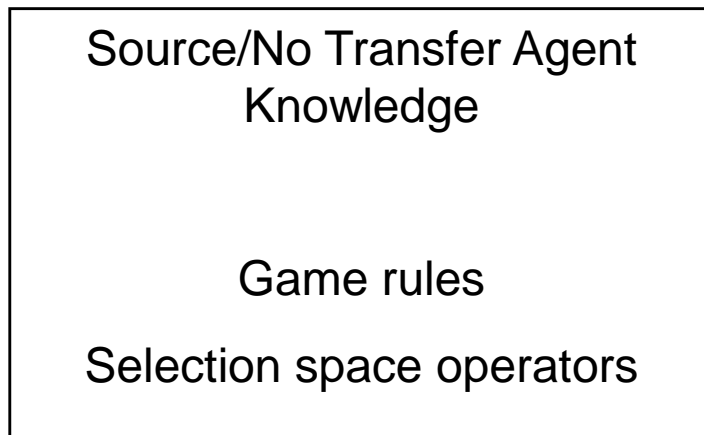 Source/No Transfer Agent
Knowledge
Game rules
Selection space operators